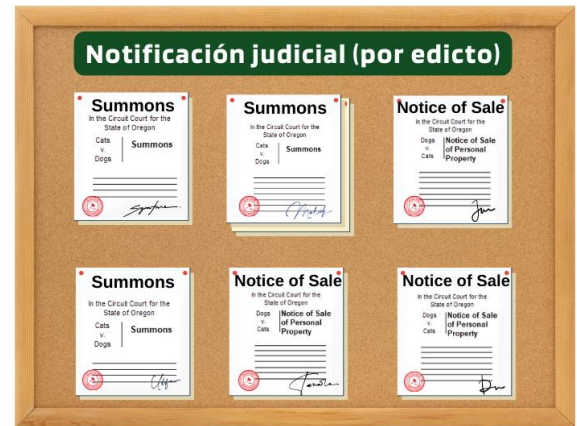 Notificación judicial (por edicto)
Summons
In the Circuit Court for the
State of Oregon
Cats
v.
Dogs
Summons
Summons
In the Circuit Court for the
State of Oregon
Cats
v.
Dogs
Summons
Notice of Sale
In the Circuit Court for the
State of Oregon
Dogs
v.
Cats
Notice of Sale
of Personal
Property
Summons
In the Circuit Court for the
State of Oregon
Cats
v.
Dogs
Summons
Notice of Sale
In the Circuit Court for the
State of Oregon
Dogs
v.
Cats
Notice of Sale
of Personal
Property
Notice of Sale
In the Circuit Court for the
State of Oregon
Dogs
v.
Cats
Notice of Sale
of Personal
Property